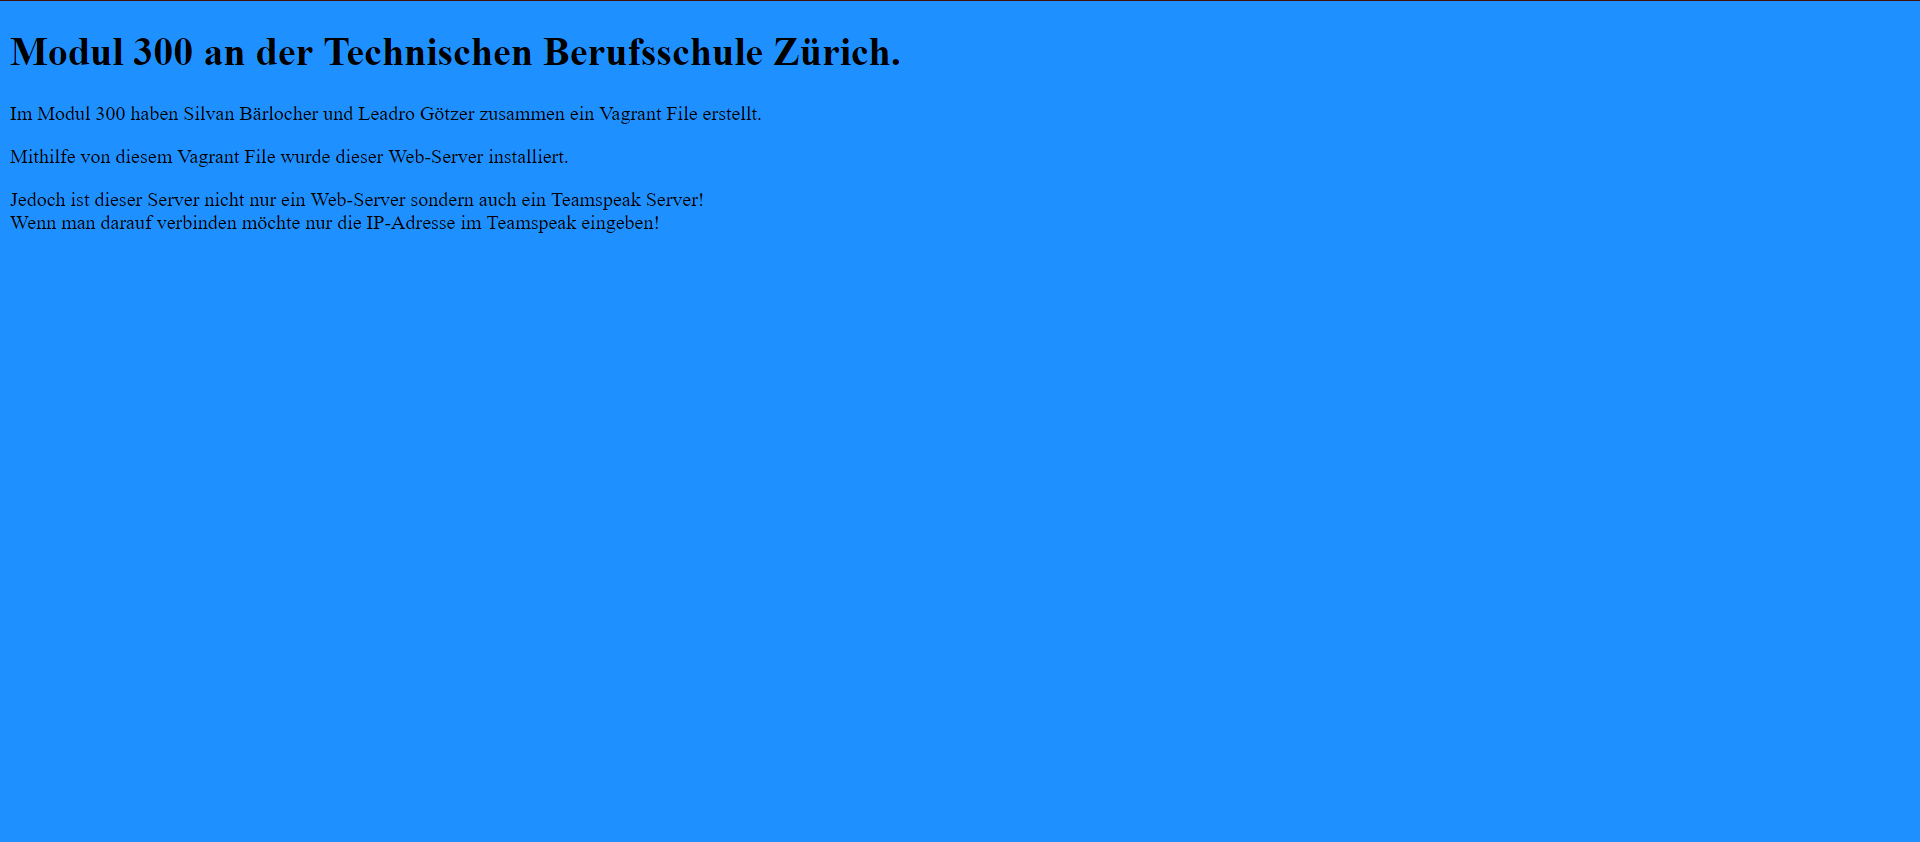 Modul 300 an der Technischen Berufsschule Zürich.
Im Modul 300 haben Silvan Bärlocher und Leadro Götzer zusammen ein Vagrant File erstellt.
Mithilfe von diesem Vagrant File wurde dieser Web-Server installiert.
Jedoch ist dieser Server nicht nur ein Web-Server sondern auch ein Teamspeak Server!
Wenn man darauf verbinden möchte nur die IP-Adresse im Teamspeak eingeben!